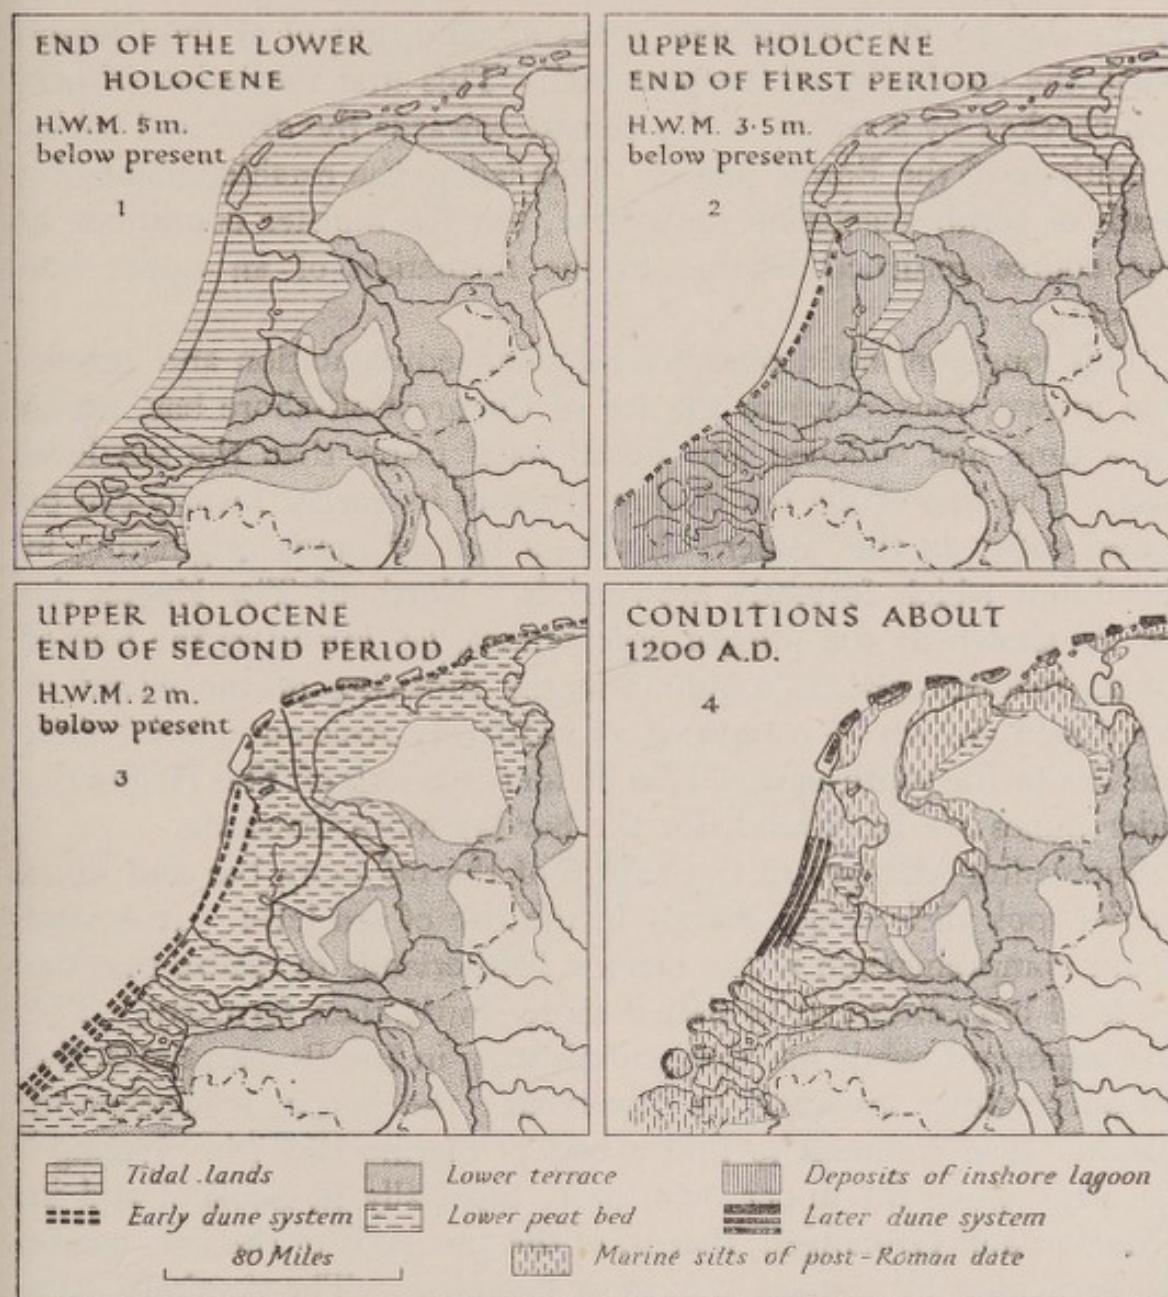 END OF THE LOWER
HOLOCENE
H.W.M. 5 m.
below present
1
UPPER HOLOCENE
END OF FIRST PERIOD
H.W.M. 3·5 m.
below present
2
UPPER HOLOCENE
END OF SECOND PERIOD
H.W.M. 2 m.
below present
3
CONDITIONS ABOUT
1200 A.D.
4
Tidal lands
Lower terrace
Deposits of inshore lagoon
Early dune system
Lower peat bed
Later dune system
80 Miles
Marine silts of post-Roman date